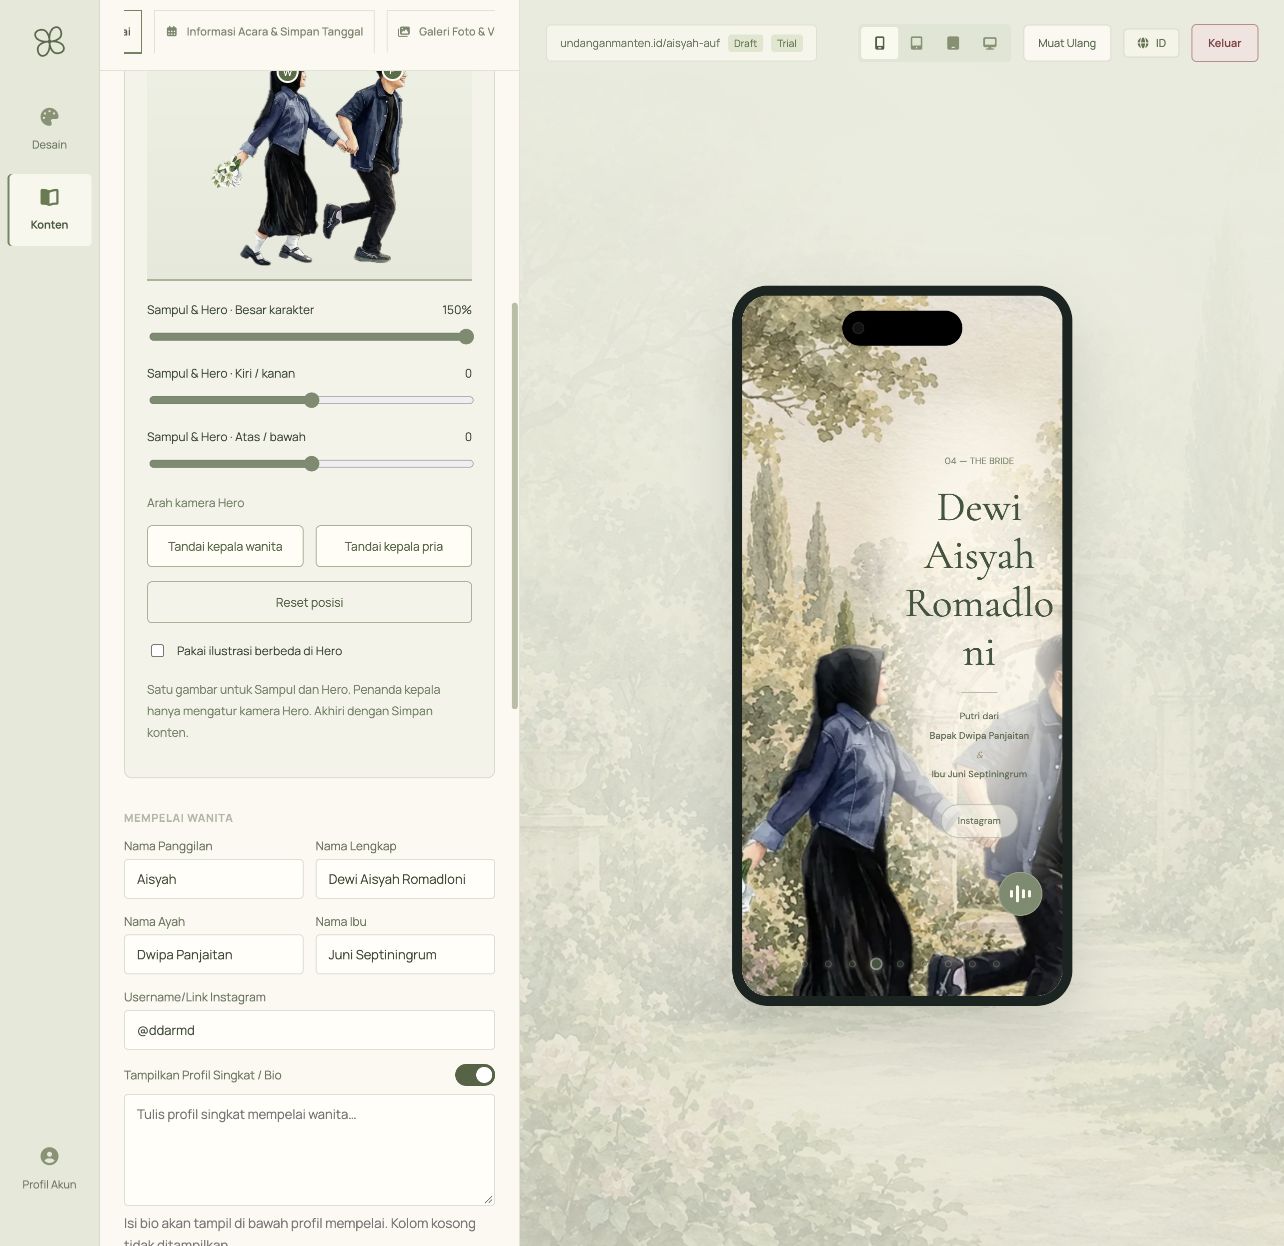 Desain
Konten
Profil Akun
Informasi Acara & Simpan Tanggal
Galeri Foto & V
W
Sampul & Hero · Besar karakter
150%
Sampul & Hero · Kiri / kanan
0
Sampul & Hero · Atas / bawah
0
Arah kamera Hero
Tandai kepala wanita
Tandai kepala pria
Reset posisi
Pakai ilustrasi berbeda di Hero
Satu gambar untuk Sampul dan Hero. Penanda kepala
hanya mengatur kamera Hero. Akhiri dengan Simpan
konten.
MEMPELAI WANITA
Nama Panggilan
Nama Lengkap
Aisyah
Dewi Aisyah Romadloni
Nama Ayah
Nama Ibu
Dwipa Panjaitan
Juni Septiningrum
Username/Link Instagram
@ddarmd
Tampilkan Profil Singkat / Bio
Tulis profil singkat mempelai wanita...
Isi bio akan tampil di bawah profil mempelai. Kolom kosong
tidak ditampilkan.
undanganmanten.id/aisyah-auf
Draft
Trial
Muat Ulang
ID
Keluar
04 — THE BRIDE
Dewi
Aisyah
Romadlo
ni
Putri dari
Bapak Dwipa Panjaitan
&
Ibu Juni Septiningrum
Instagram